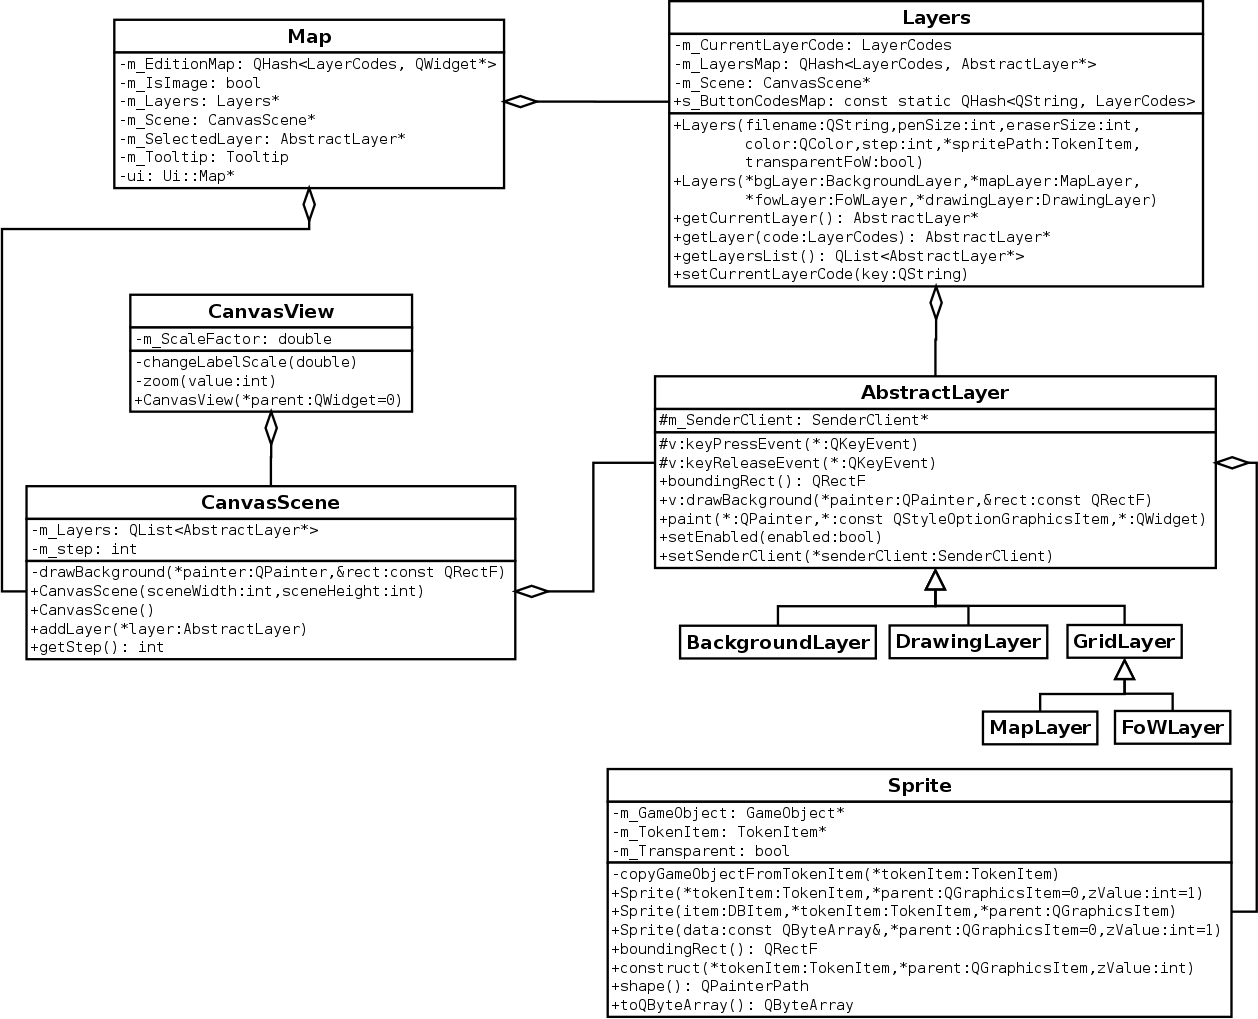 Map
-m_EditionMap: QHash<LayerCodes, QWidget*>
-m_IsImage: bool
-m_Layers: Layers*
-m_Scene: CanvasScene*
-m_SelectedLayer: AbstractLayer*
-m_Tooltip: Tooltip
-ui: Ui::Map*
Layers
-m_CurrentLayerCode: LayerCodes
-m_LayersMap: QHash<LayerCodes, AbstractLayer*>
-m_Scene: CanvasScene*
+s_ButtonCodesMap: const static QHash<QString, LayerCodes>
+Layers(filename:QString,penSize:int,eraserSize:int,
color:QColor,step:int,*spritePath:TokenItem,
transparentFoW:bool)
+Layers(*bgLayer:BackgroundLayer,*mapLayer:MapLayer,
*fowLayer:FoWLayer,*drawingLayer:DrawingLayer)
+getCurrentLayer(): AbstractLayer*
+getLayer(code:LayerCodes): AbstractLayer*
+getLayersList(): QList<AbstractLayer*>
+setCurrentLayerCode(key:QString)
CanvasView
-m_ScaleFactor: double
-changeLabelScale(double)
-zoom(value:int)
+CanvasView(*parent:QWidget=0)
AbstractLayer
#m_SenderClient: SenderClient*
#v:keyPressEvent(*:QKeyEvent)
#v:keyReleaseEvent(*:QKeyEvent)
+boundingRect(): QRectF
+v:drawBackground(*painter:QPainter,&rect:const QRectF)
+paint(*:QPainter,*:const QStyleOptionGraphicsItem,*:QWidget)
+setEnabled(enabled:bool)
+setSenderClient(*senderClient:SenderClient)
CanvasScene
-m_Layers: QList<AbstractLayer*>
-m_step: int
-drawBackground(*painter:QPainter,&rect:const QRectF)
+CanvasScene(sceneWidth:int,sceneHeight:int)
+CanvasScene()
+addLayer(*layer:AbstractLayer)
+getStep(): int
BackgroundLayer
DrawingLayer
GridLayer
MapLayer
FoWLayer
Sprite
-m_GameObject: GameObject*
-m_TokenItem: TokenItem*
-m_Transparent: bool
-copyGameObjectFromTokenItem(*tokenItem:TokenItem)
+Sprite(*tokenItem:TokenItem,*parent:QGraphicsItem=0,zValue:int=1)
+Sprite(item:DBItem,*tokenItem:TokenItem,*parent:QGraphicsItem)
+Sprite(data:const QByteArray&,*parent:QGraphicsItem=0,zValue:int=1)
+boundingRect(): QRectF
+construct(*tokenItem:TokenItem,*parent:QGraphicsItem,zValue:int)
+shape(): QPainterPath
+toQByteArray(): QByteArray